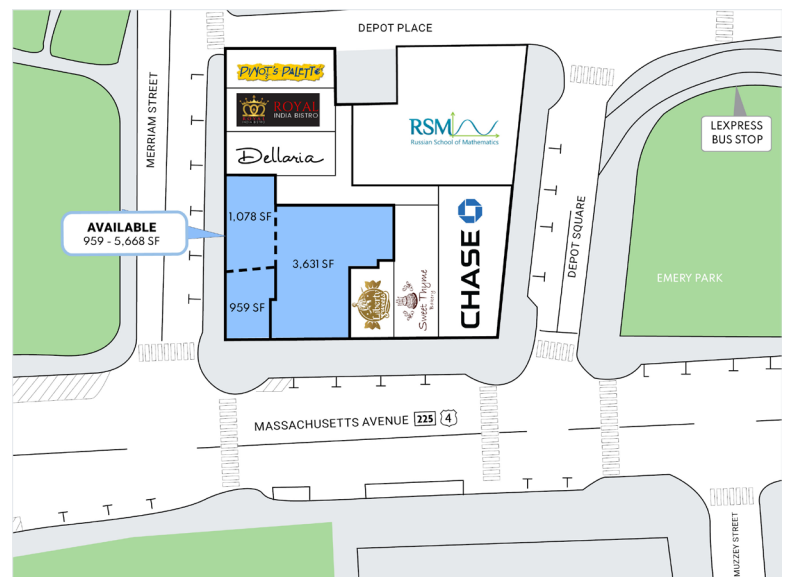 DEPOT PLACE
MERRIAM STREET
PINOT'S PALETTE
ROYAL
INDIA BISTRO
Dellaria
RSM
Russian School of Mathematics
LEXPRESS
BUS STOP
AVAILABLE
959 - 5,668 SF
1,078 SF
3,631 SF
959 SF
Sweet Thyme
Bakery
CHASE
DEPOT SQUARE
EMERY PARK
MASSACHUSETTS AVENUE 225 4
MUZZEY STREET